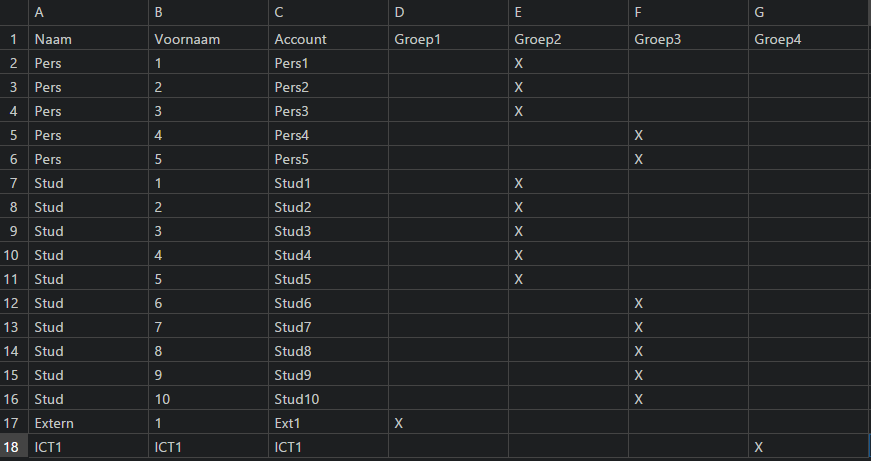 A B C D E F G
1 Naam Voornaam Account Groep1 Groep2 Groep3 Groep4
2 Pers 1 Pers1 X
3 Pers 2 Pers2 X
4 Pers 3 Pers3 X
5 Pers 4 Pers4 X
6 Pers 5 Pers5 X
7 Stud 1 Stud1 X
8 Stud 2 Stud2 X
9 Stud 3 Stud3 X
10 Stud 4 Stud4 X
11 Stud 5 Stud5 X
12 Stud 6 Stud6 X
13 Stud 7 Stud7 X
14 Stud 8 Stud8 X
15 Stud 9 Stud9 X
16 Stud 10 Stud10 X
17 Extern 1 Ext1 X
18 ICT1 ICT1 ICT1 X